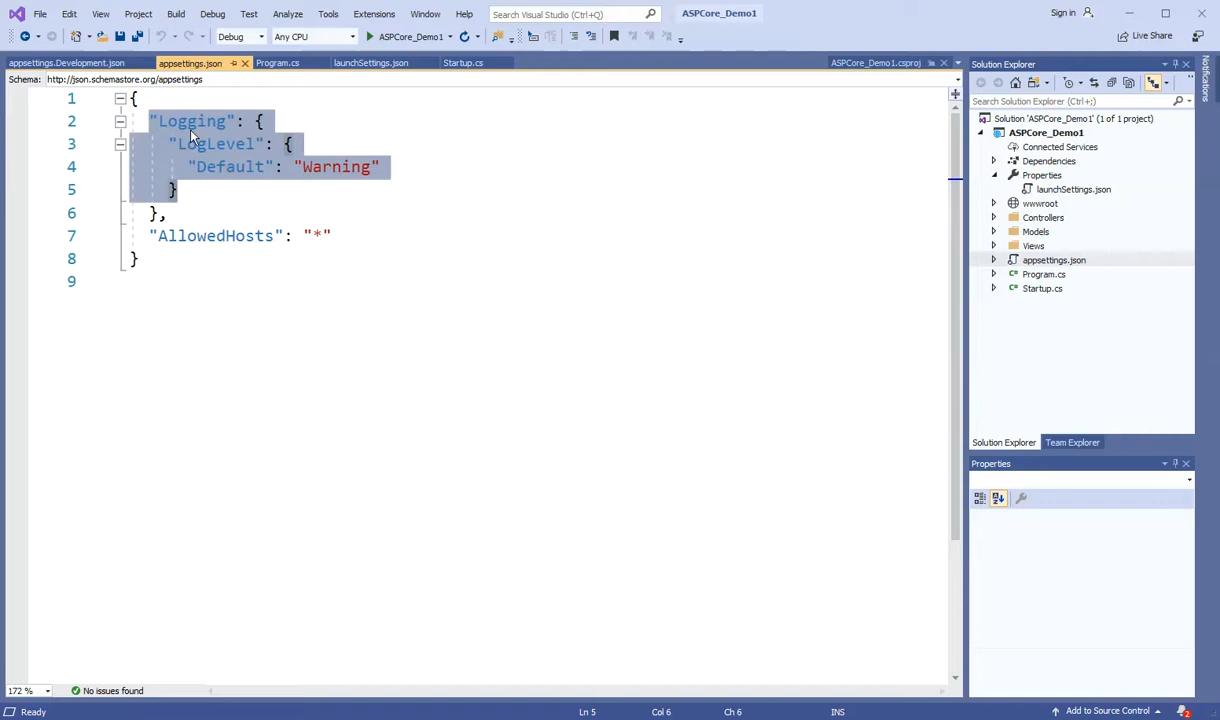 File Edit View Project Build Debug Test Analyze Tools Extensions Window Help Search Visual Studio (Ctrl+Q) ASPCore_Demo1 Sign in
Debug Any CPU ASPCore_Demo1 Live Share
appsettings.Development.json appsettings.json Program.cs launchSettings.json Startup.cs ASPCore_Demo1.csproj
Schema: http://json.schemastore.org/appsettings
1 {
2 "Logging": {
3 "LogLevel": {
4 "Default": "Warning"
5 }
6 },
7 "AllowedHosts": "*"
8 }
9
172 % No issues found
Solution Explorer
Search Solution Explorer (Ctrl+;)
Solution 'ASPCore_Demo1' (1 of 1 project)
ASPCore_Demo1
Connected Services
Dependencies
Properties
launchSettings.json
wwwroot
Controllers
Models
Views
appsettings.json
Program.cs
Startup.cs
Solution Explorer Team Explorer
Properties
Notifications
Ready Ln 5 Col 6 Ch 6 INS Add to Source Control 2